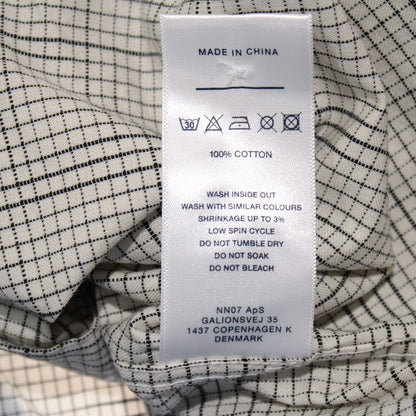 MADE IN CHINA
30
100% COTTON
WASH INSIDE OUT
WASH WITH SIMILAR COLOURS
SHRINKAGE UP TO 3%
LOW SPIN CYCLE
DO NOT TUMBLE DRY
DO NOT SOAK
DO NOT BLEACH
NN07 ApS
GALIONSVEJ 35
1437 COPENHAGEN K
DENMARK